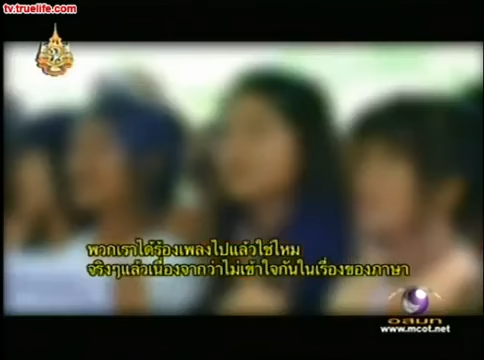 tv.truelife.com
พวกเราได้ร้องเพลงไปแล้วใช่ไหม
จริงๆแล้วเนื่องจากว่าไม่เข้าใจกันในเรื่องของภาษา
อสมท
www.mcot.net